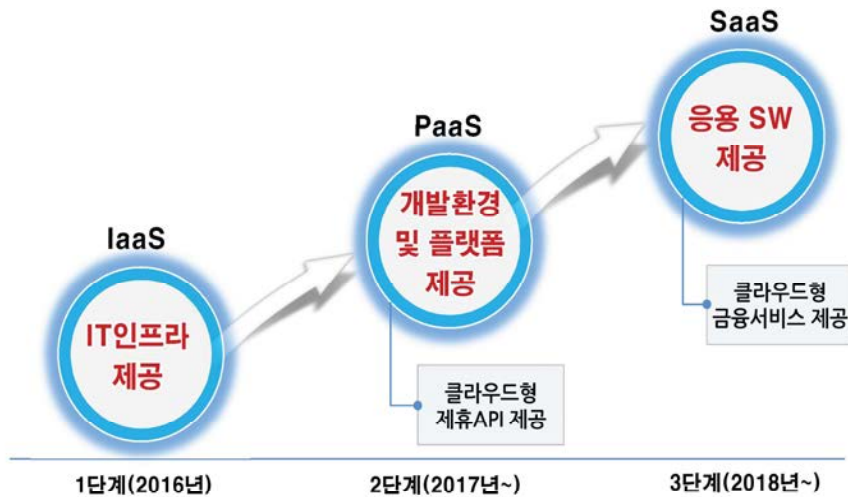 SaaS
응용 SW
제공
PaaS
개발환경
및 플랫폼
제공
IaaS
IT인프라
제공
클라우드형
금융서비스 제공
클라우드형
제휴API 제공
1단계(2016년)
2단계(2017년~)
3단계(2018년~)